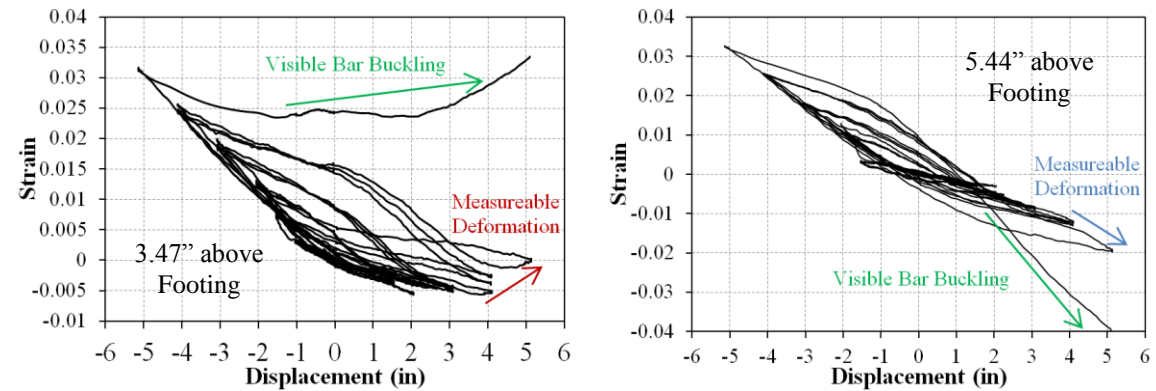 0.04
0.035
0.03
0.025
0.02
0.015
0.01
0.005
0
-0.005
-0.01
Strain
Visible Bar Buckling
Measureable
Deformation
3.47” above
Footing
-6 -5 -4 -3 -2 -1 0 1 2 3 4 5 6
Displacement (in)
0.04
0.03
0.02
0.01
0
-0.01
-0.02
-0.03
-0.04
Strain
5.44” above
Footing
Measureable
Deformation
Visible Bar Buckling
-6 -5 -4 -3 -2 -1 0 1 2 3 4 5 6
Displacement (in)